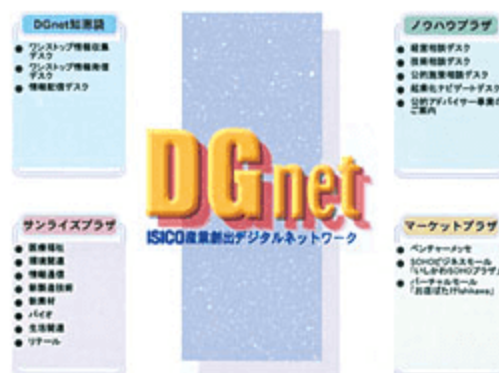 DGnet知恵袋
● ワンストップ情報収集
デスク
● ワンストップ情報発信
デスク
● 情報配信デスク
ノウハウプラザ
● 経営相談デスク
● 技術相談デスク
● 公的施策相談デスク
● 起業化ナビゲートデスク
● 公的アドバイザー事業の
ご案内
DGnet
ISICO産業創出デジタルネットワーク
サンライズプラザ
● 医療福祉
● 環境関連
● 情報通信
● 新製造技術
● 新素材
● バイオ
● 生活関連
● リテール
マーケットプラザ
● ベンチャーメッセ
● SOHOビジネスモール
「いしかわSOHOプラザ」
● バーチャルモール
「お店ばたけIshikawa」